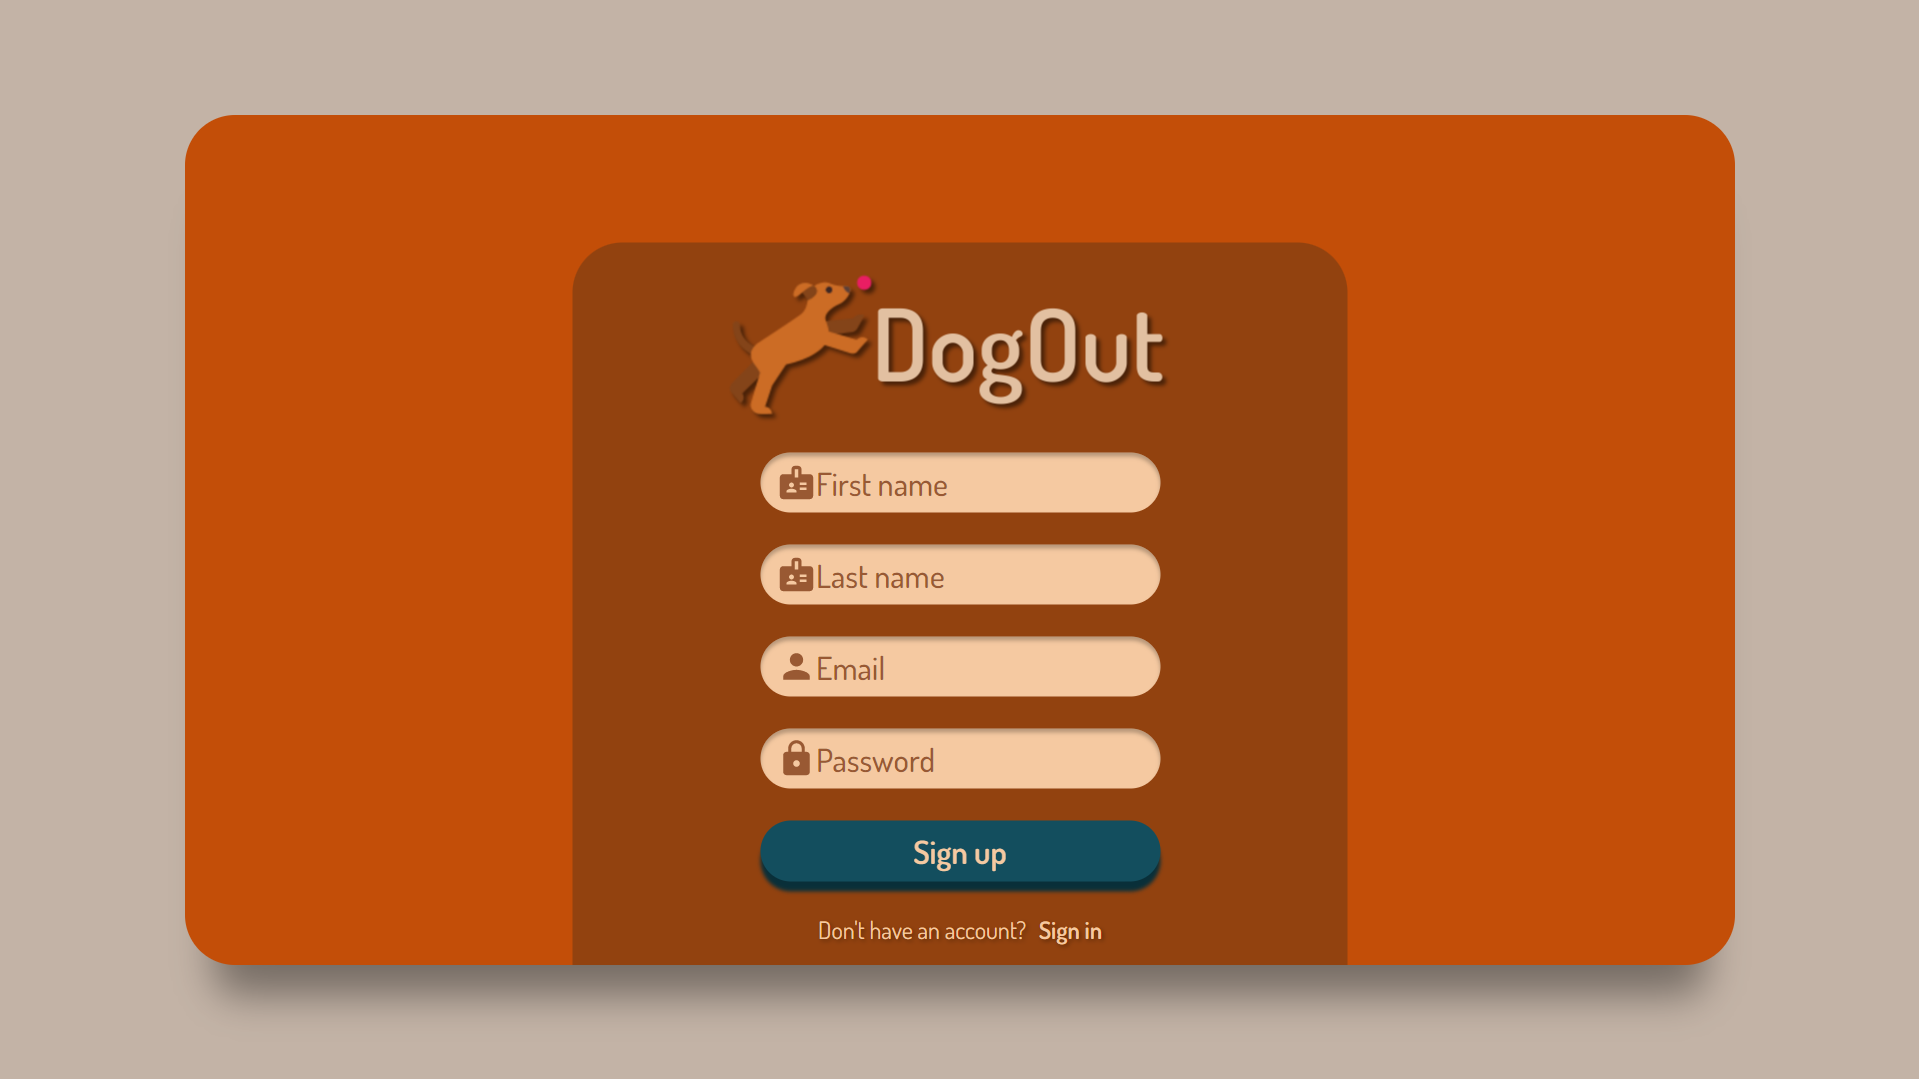 DogOut
First name
Last name
Email
Password
Sign up
Don't have an account? Sign in